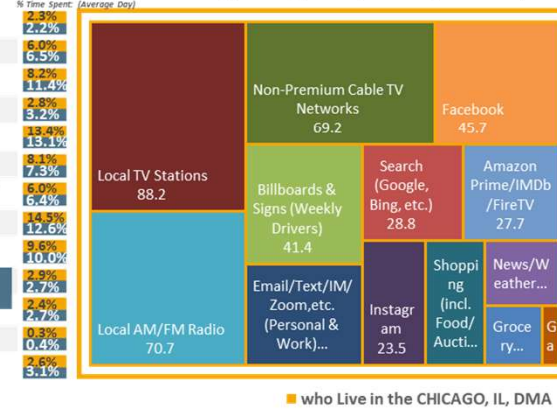 % Time Spent: (Average Day)
2.3%
2.2%
6.0%
6.5%
8.2%
11.4%
2.8%
3.2%
13.4%
13.1%
8.1%
7.3%
6.0%
6.4%
14.5%
12.6%
9.6%
10.0%
2.9%
2.7%
2.4%
2.7%
0.3%
0.4%
2.6%
3.1%
Local TV Stations
88.2
Local AM/FM Radio
70.7
Non-Premium Cable TV
Networks
69.2
Facebook
45.7
Billboards &
Signs (Weekly
Drivers)
41.4
Search
(Google,
Bing, etc.)
28.8
Amazon
Prime/IMDb
/FireTV
27.7
Email/Text/IM/
Zoom,etc.
(Personal &
Work)...
Instagr
am
23.5
Shoppi
ng
(incl.
Food/
Aucti...
News/W
eather...
Groce
ry...
G
a
who Live in the CHICAGO, IL, DMA